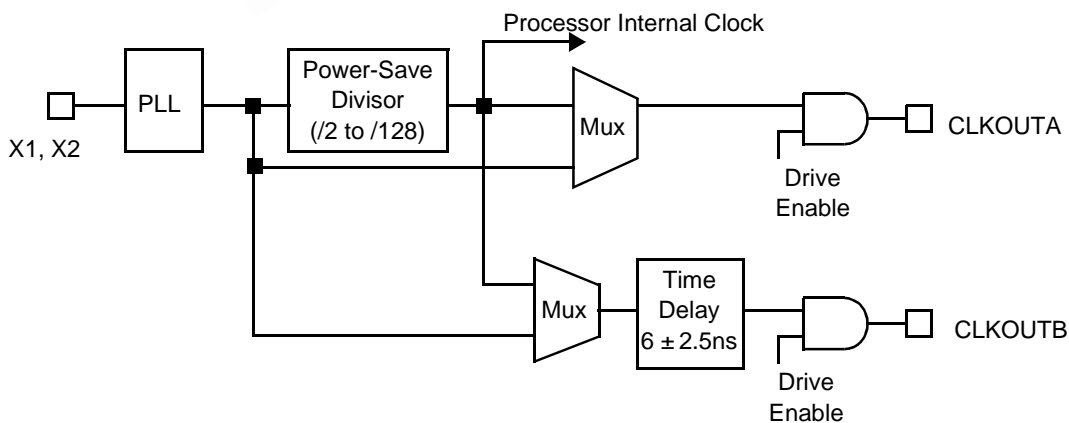 Processor Internal Clock
X1, X2
PLL
Power-Save
Divisor
(/2 to /128)
Mux
Drive
Enable
CLKOUTA
Mux
Time
Delay
6 ± 2.5ns
Drive
Enable
CLKOUTB